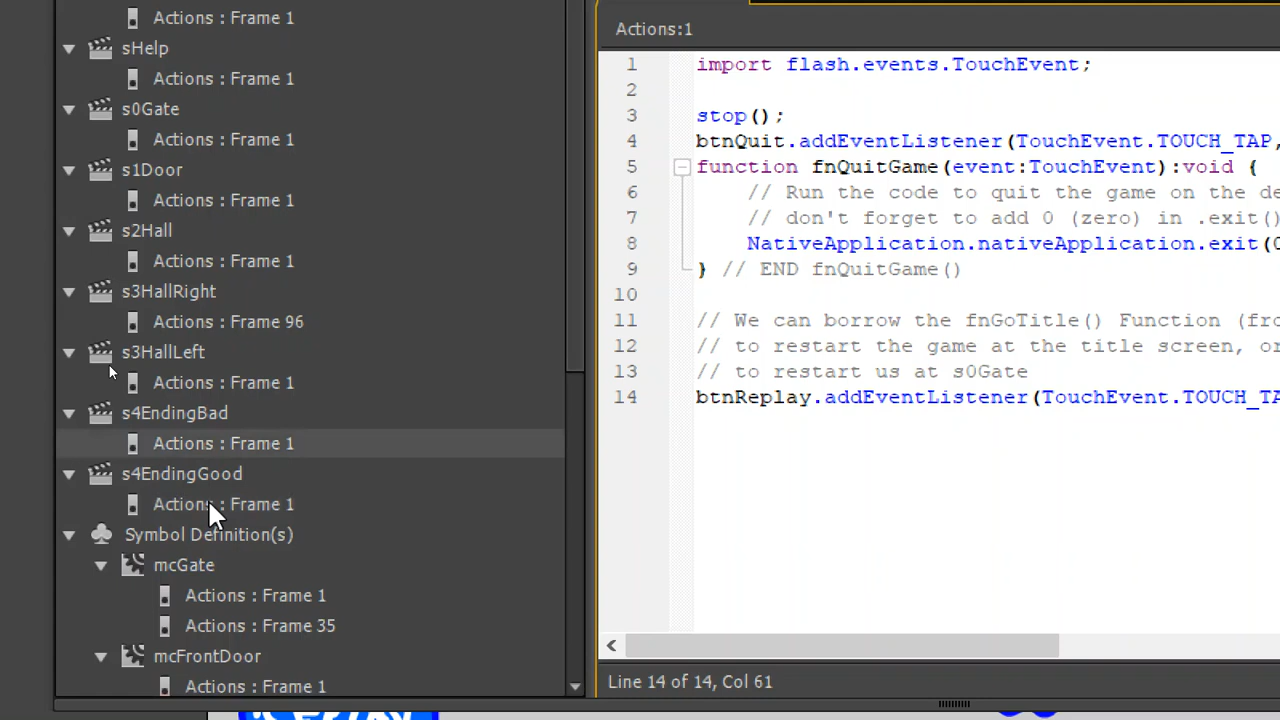 Actions : Frame 1
sHelp
Actions : Frame 1
s0Gate
Actions : Frame 1
s1Door
Actions : Frame 1
s2Hall
Actions : Frame 1
s3HallRight
Actions : Frame 96
s3HallLeft
Actions : Frame 1
s4EndingBad
Actions : Frame 1
s4EndingGood
Actions : Frame 1
Symbol Definition(s)
mcGate
Actions : Frame 1
Actions : Frame 35
mcFrontDoor
Actions : Frame 1
Actions:1
1 import flash.events.TouchEvent;
2
3 stop();
4 btnQuit.addEventListener(TouchEvent.TOUCH_TAP,
5 function fnQuitGame(event:TouchEvent):void {
6 // Run the code to quit the game on the de
7 // don't forget to add 0 (zero) in .exit()
8 NativeApplication.nativeApplication.exit(0
9 } // END fnQuitGame()
10
11 // We can borrow the fnGoTitle() Function (fro
12 // to restart the game at the title screen, or
13 // to restart us at s0Gate
14 btnReplay.addEventListener(TouchEvent.TOUCH_TA
Line 14 of 14, Col 61